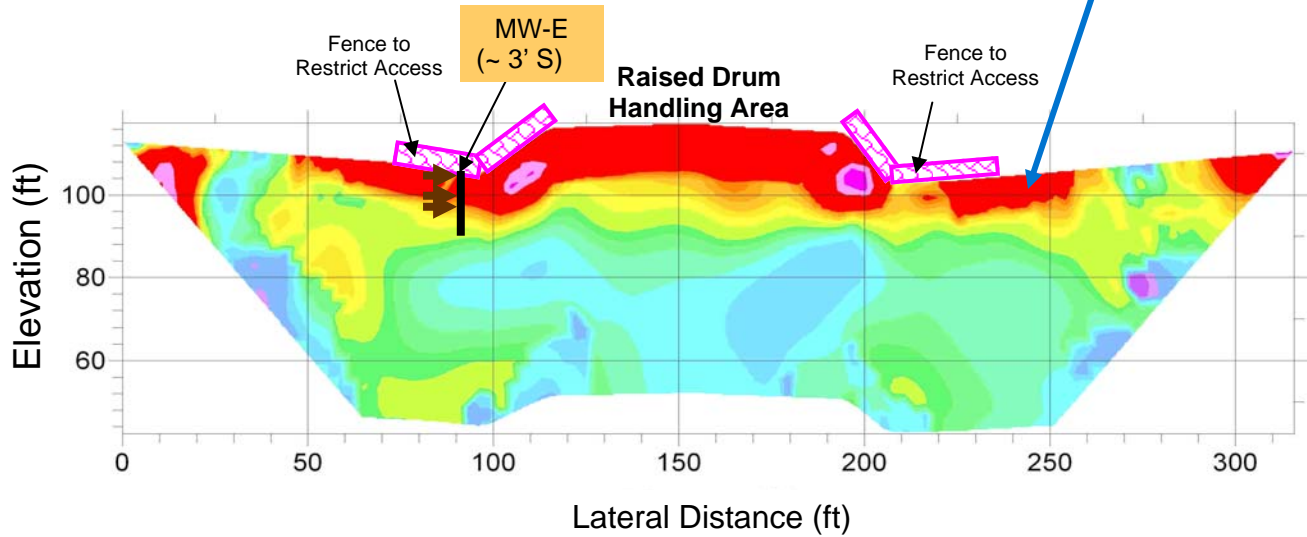 MW-E
(~ 3' S)
Fence to
Restrict Access
Raised Drum
Handling Area
Fence to
Restrict Access
Elevation (ft)
100
80
60
0
50
100
150
200
250
300
Lateral Distance (ft)